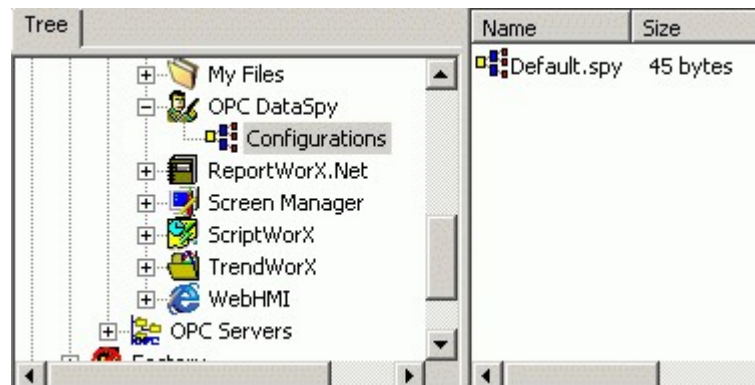 Tree
My Files
OPC DataSpy
Configurations
ReportWorX.Net
Screen Manager
ScriptWorX
TrendWorX
WebHMI
OPC Servers
Name Size
Default.spy 45 bytes